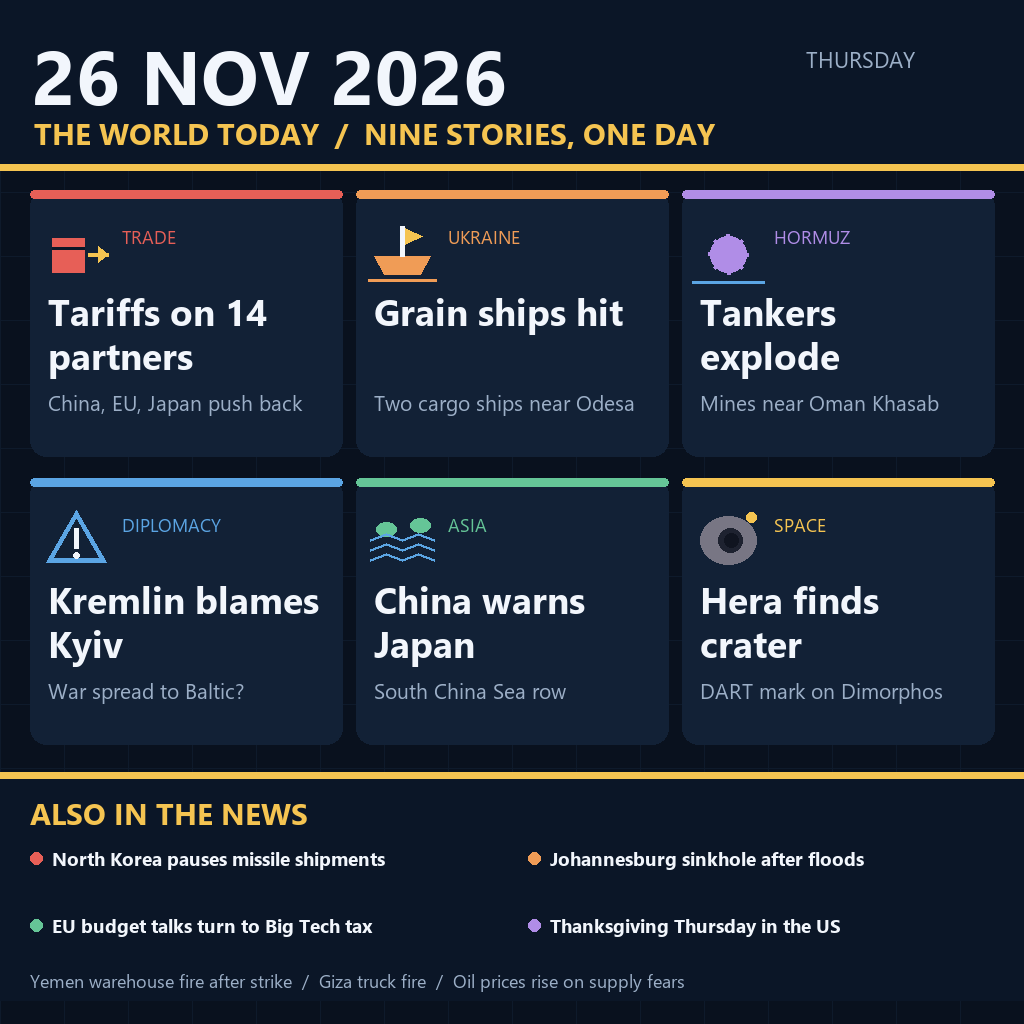 26 NOV 2026
THURSDAY
THE WORLD TODAY / NINE STORIES, ONE DAY
TRADE
Tariffs on 14
partners
China, EU, Japan push back
UKRAINE
Grain ships hit
Two cargo ships near Odesa
HORMUZ
Tankers
explode
Mines near Oman Khasab
DIPLOMACY
Kremlin blames
Kyiv
War spread to Baltic?
ASIA
China warns
Japan
South China Sea row
SPACE
Hera finds
crater
DART mark on Dimorphos
ALSO IN THE NEWS
North Korea pauses missile shipments
Johannesburg sinkhole after floods
EU budget talks turn to Big Tech tax
Thanksgiving Thursday in the US
Yemen warehouse fire after strike / Giza truck fire / Oil prices rise on supply fears